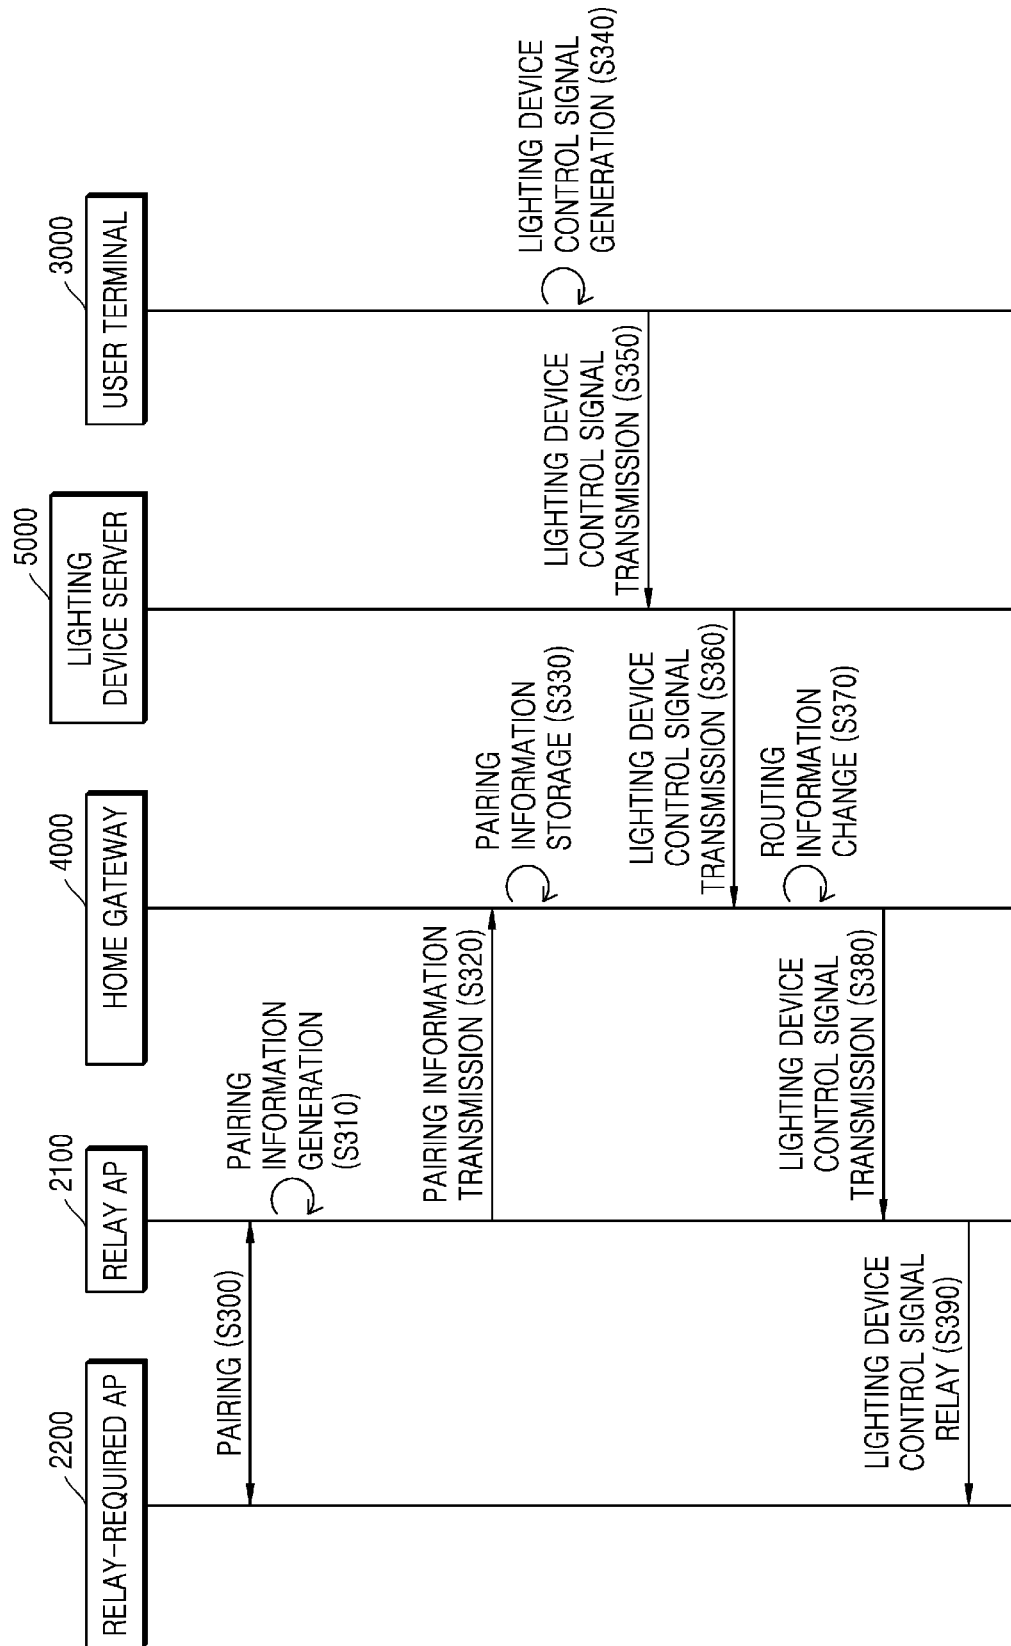 2200
RELAY-REQUIRED AP
2100
RELAY AP
4000
HOME GATEWAY
5000
LIGHTING
DEVICE SERVER
3000
USER TERMINAL
PAIRING (S300)
PAIRING
INFORMATION
GENERATION
(S310)
PAIRING INFORMATION
TRANSMISSION (S320)
PAIRING
INFORMATION
STORAGE (S330)
LIGHTING DEVICE
CONTROL SIGNAL
GENERATION (S340)
LIGHTING DEVICE
CONTROL SIGNAL
TRANSMISSION (S350)
LIGHTING DEVICE
CONTROL SIGNAL
TRANSMISSION (S360)
ROUTING
INFORMATION
CHANGE (S370)
LIGHTING DEVICE
CONTROL SIGNAL
TRANSMISSION (S380)
LIGHTING DEVICE
CONTROL SIGNAL
RELAY (S390)